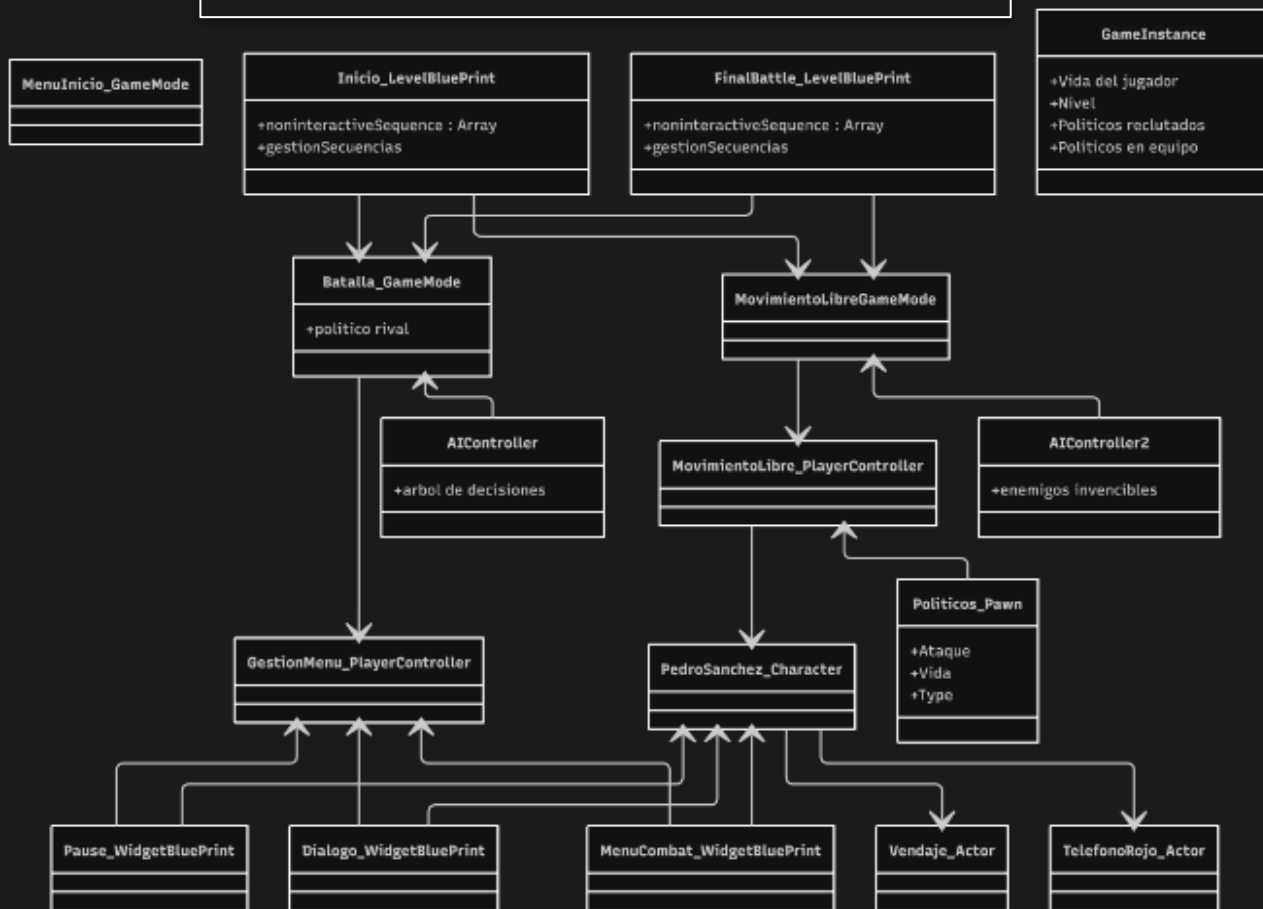 GameInstance
+Vida del jugador
+Nivel
+Politicos reclutados
+Politicos en equipo
MenuInicio_GameMode
Inicio_LevelBluePrint
+noninteractiveSequence : Array
+gestionSecuencias
FinalBattle_LevelBluePrint
+noninteractiveSequence : Array
+gestionSecuencias
Batalla_GameMode
+politico rival
MovimientoLibreGameMode
AIController
+arbol de decisiones
MovimientoLibre_PlayerController
AIController2
+enemigos invencibles
Politicos_Pawn
+Ataque
+Vida
+Type
GestionMenu_PlayerController
PedroSanchez_Character
Pause_WidgetBluePrint
Dialogo_WidgetBluePrint
MenuCombat_WidgetBluePrint
Vendaje_Actor
TelefonoRojo_Actor